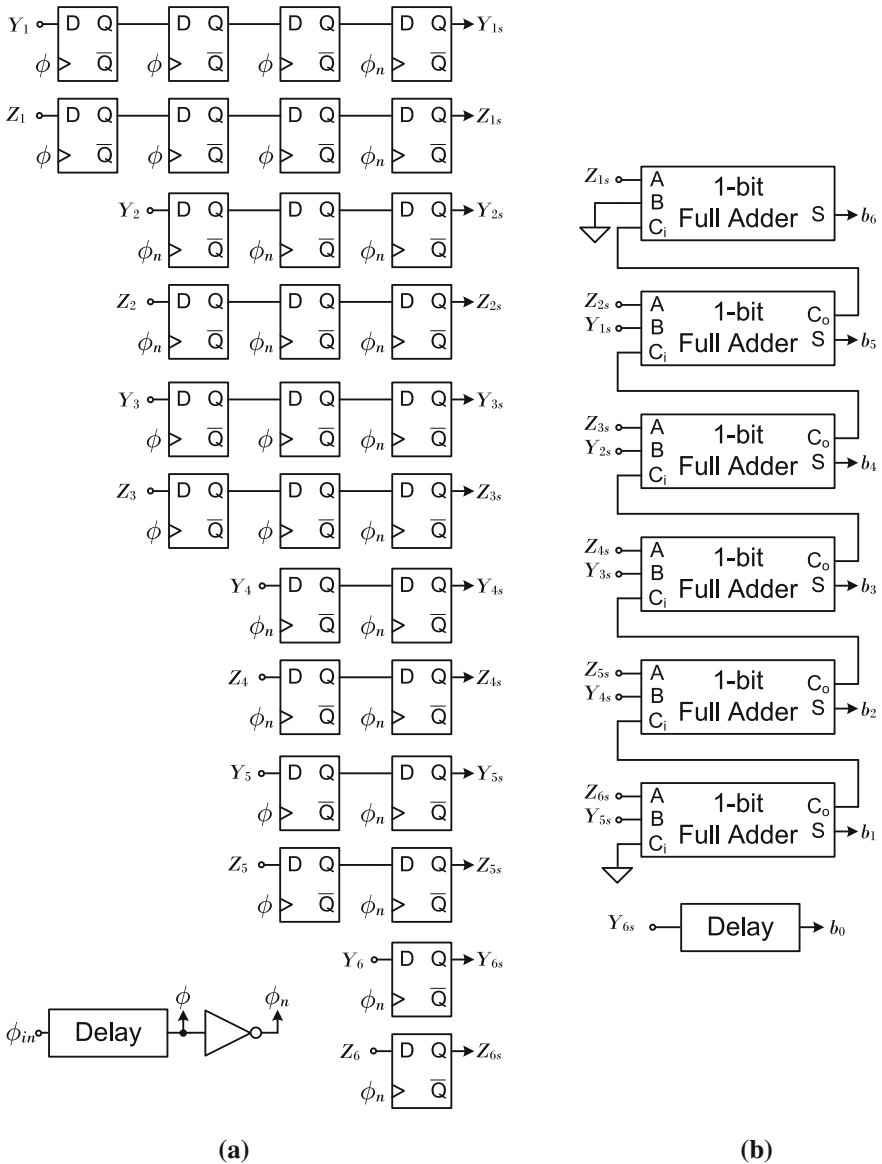 Y1 D Q D Q D Q D Q Y1s
ϕ Q̅ ϕ Q̅ ϕ Q̅ ϕn Q̅
Z1 D Q D Q D Q D Q Z1s
ϕ Q̅ ϕ Q̅ ϕ Q̅ ϕn Q̅
Y2 D Q D Q D Q Y2s
ϕn Q̅ ϕn Q̅ ϕn Q̅
Z2 D Q D Q D Q Z2s
ϕn Q̅ ϕn Q̅ ϕn Q̅
Y3 D Q D Q D Q Y3s
ϕ Q̅ ϕ Q̅ ϕn Q̅
Z3 D Q D Q D Q Z3s
ϕ Q̅ ϕ Q̅ ϕn Q̅
Y4 D Q D Q Y4s
ϕn Q̅ ϕn Q̅
Z4 D Q D Q Z4s
ϕn Q̅ ϕn Q̅
Y5 D Q D Q Y5s
ϕ Q̅ ϕn Q̅
Z5 D Q D Q Z5s
ϕ Q̅ ϕn Q̅
Y6 D Q Y6s
ϕn Q̅
Z6 D Q Z6s
ϕn Q̅
ϕin Delay ϕ ϕn
(a)
Z1s A 1-bit
B Full Adder S b6
Ci
Z2s A 1-bit Co
Y1s B Full Adder S b5
Ci
Z3s A 1-bit Co
Y2s B Full Adder S b4
Ci
Z4s A 1-bit Co
Y3s B Full Adder S b3
Ci
Z5s A 1-bit Co
Y4s B Full Adder S b2
Ci
Z6s A 1-bit Co
Y5s B Full Adder S b1
Ci
Y6s Delay b0
(b)